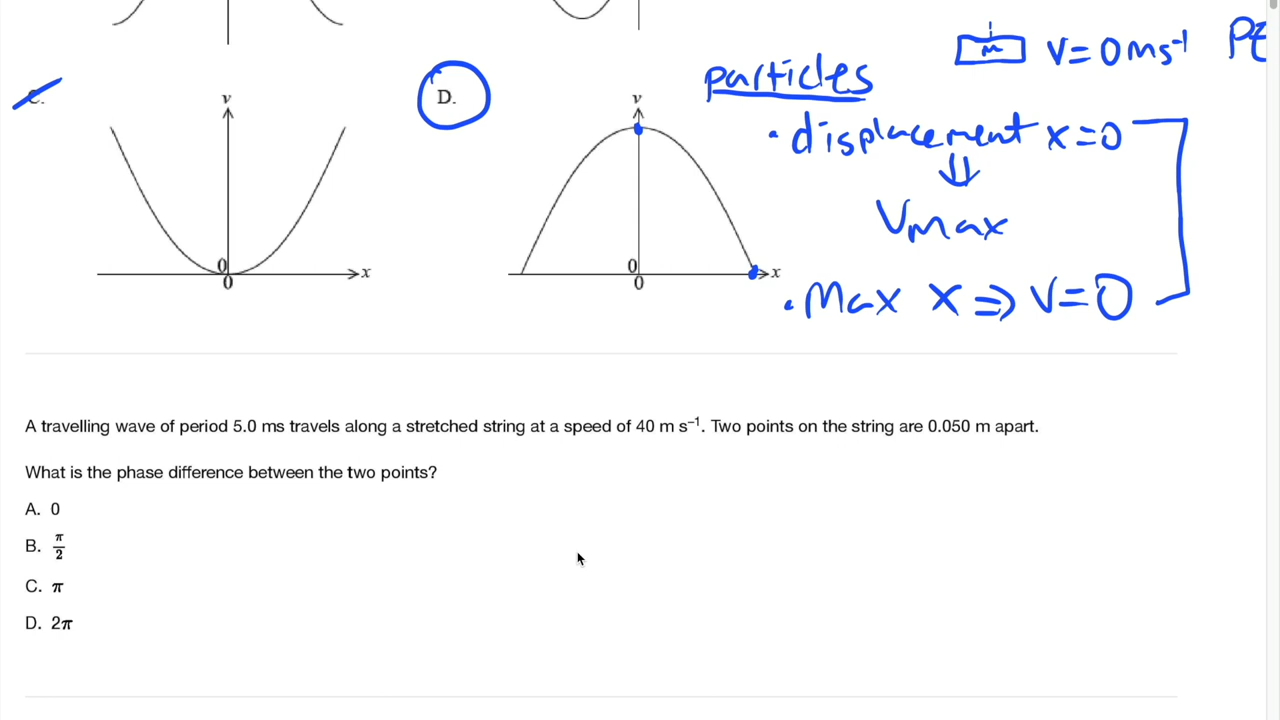 M V=0ms⁻¹ PE
particles
C. v D. v
• displacement x=0
⇓
Vmax
0 x 0 x
0 0
• Max x ⇒ V=0
A travelling wave of period 5.0 ms travels along a stretched string at a speed of 40 m s⁻¹. Two points on the string are 0.050 m apart.
What is the phase difference between the two points?
A. 0
B. π/2
C. π
D. 2π